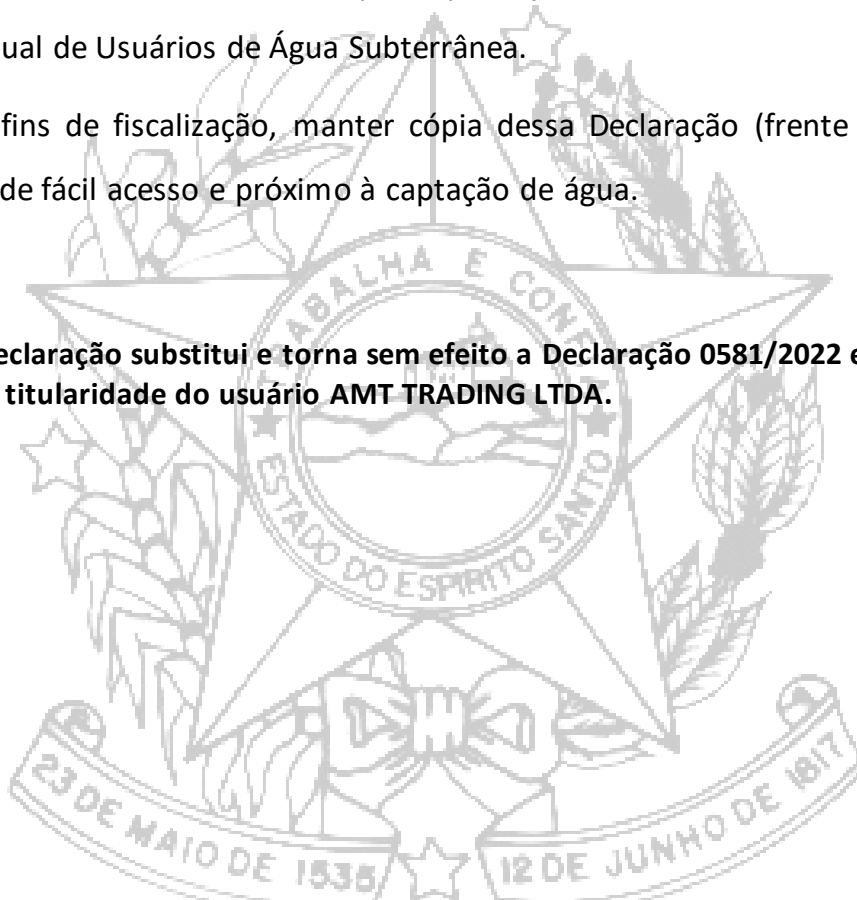 ual de Usuários de Água Subterrânea.
fins de fiscalização, manter cópia dessa Declaração (frente
de fácil acesso e próximo à captação de água.
eclaração substitui e torna sem efeito a Declaração 0581/2022 e
titularidade do usuário AMT TRADING LTDA.
TRABALHA E CONFIA
ESTADO DO ESPIRITO SANTO
23 DE MAIO DE 1535
12 DE JUNHO DE 1817